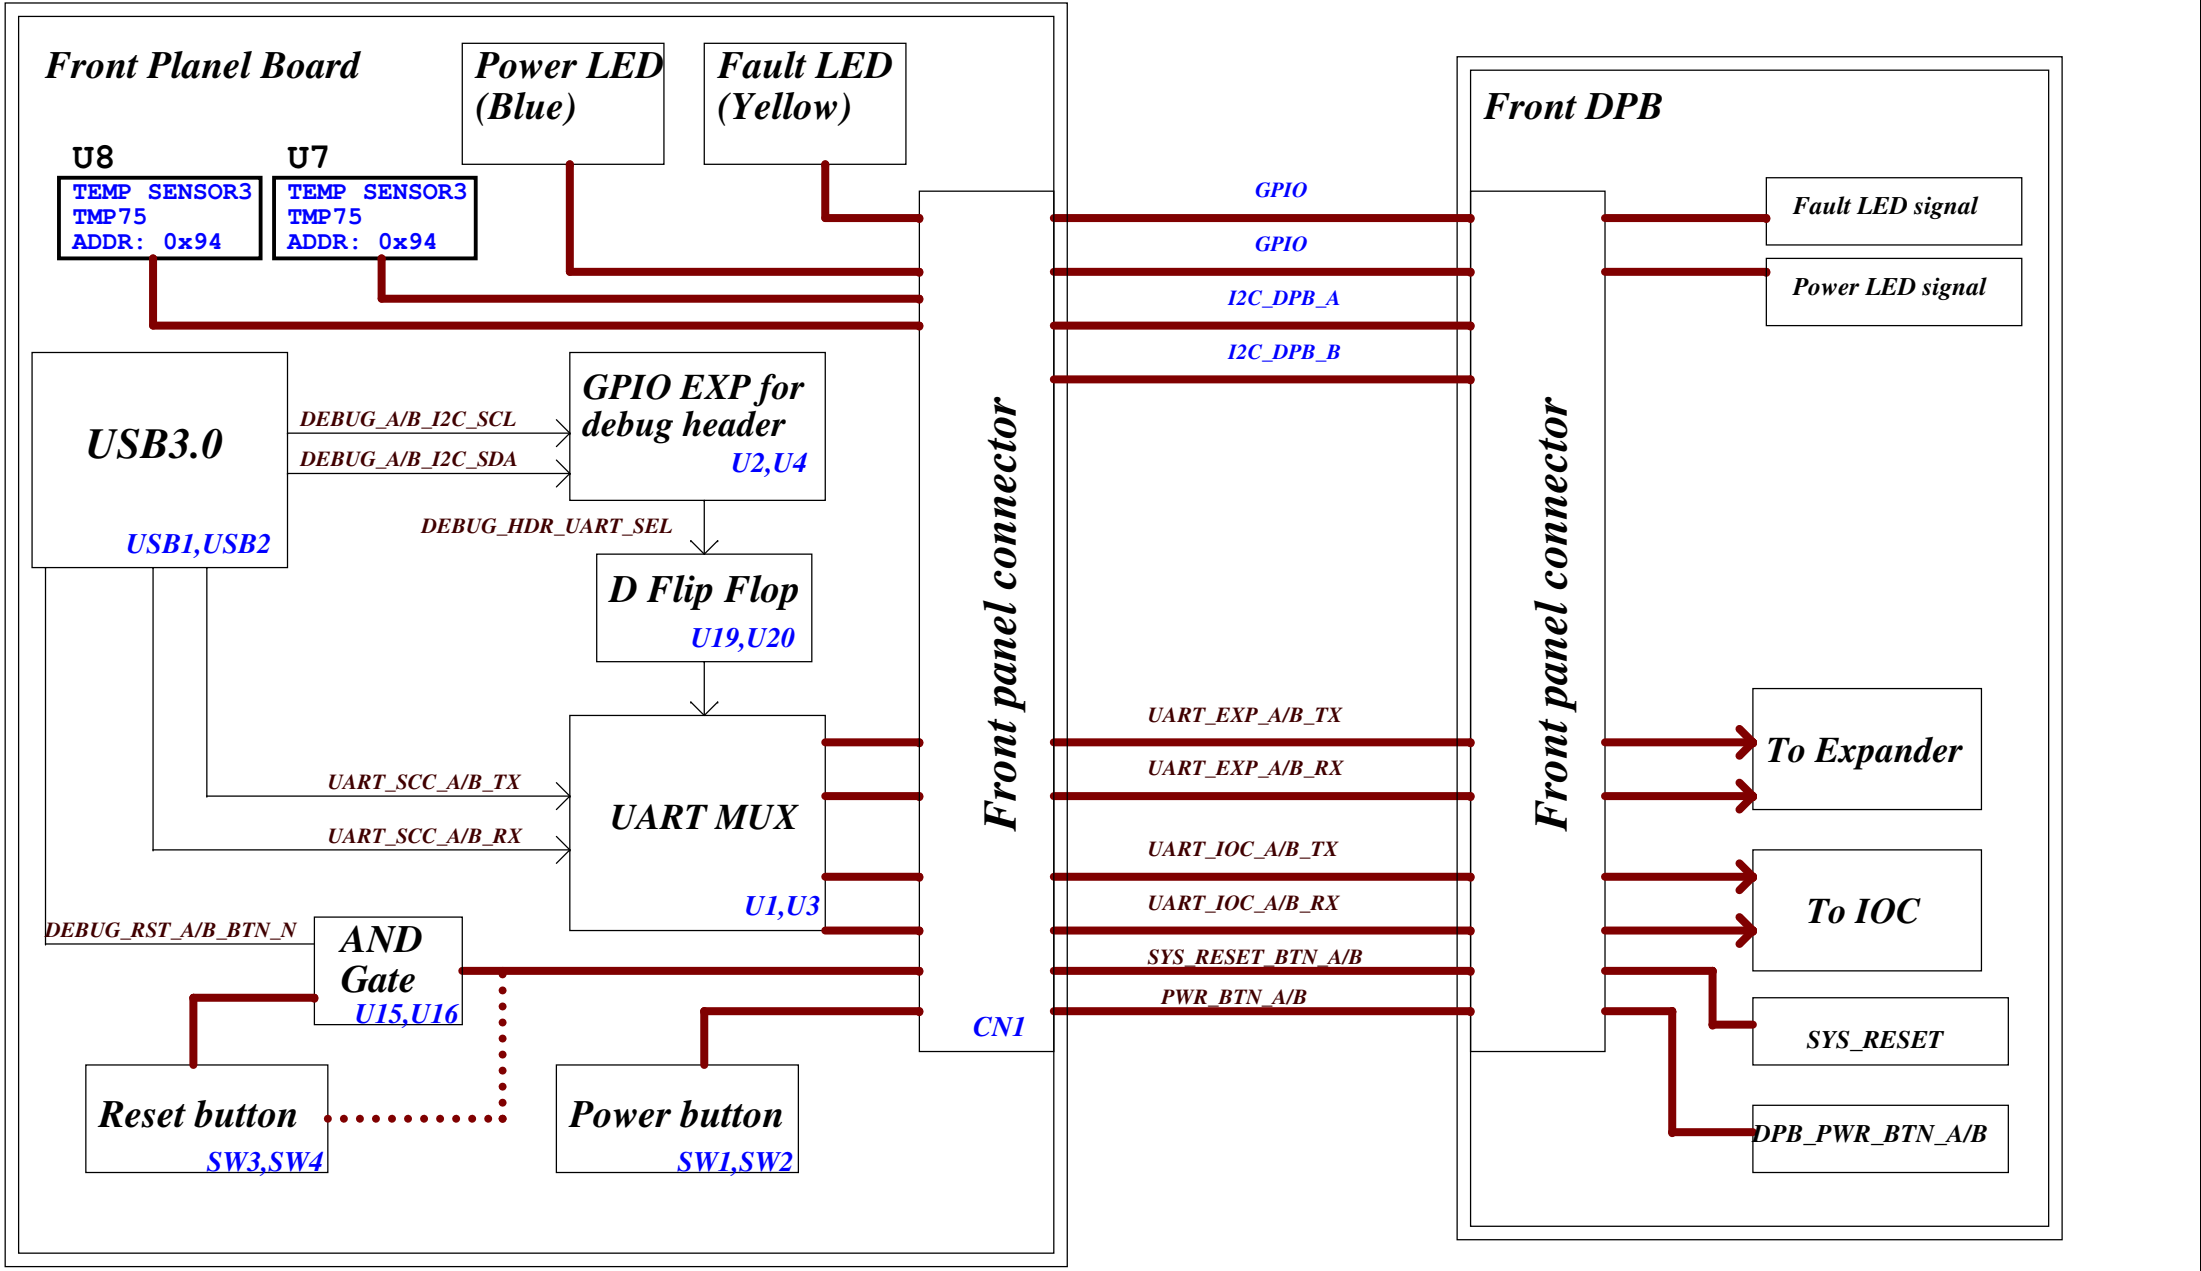 Front Planel Board
Power LED
(Blue)
Fault LED
(Yellow)
Front DPB
U8
U7
TEMP SENSOR3
TMP75
ADDR: 0x94
TEMP SENSOR3
TMP75
ADDR: 0x94
GPIO
GPIO
I2C_DPB_A
I2C_DPB_B
Fault LED signal
Power LED signal
USB3.0
USB1,USB2
DEBUG_A/B_I2C_SCL
DEBUG_A/B_I2C_SDA
GPIO EXP for
debug header
U2,U4
DEBUG_HDR_UART_SEL
D Flip Flop
U19,U20
UART_SCC_A/B_TX
UART_SCC_A/B_RX
UART MUX
U1,U3
Front panel connector
CN1
UART_EXP_A/B_TX
UART_EXP_A/B_RX
UART_IOC_A/B_TX
UART_IOC_A/B_RX
SYS_RESET_BTN_A/B
PWR_BTN_A/B
Front panel connector
To Expander
To IOC
SYS_RESET
DPB_PWR_BTN_A/B
DEBUG_RST_A/B_BTN_N
AND
Gate
U15,U16
Reset button
SW3,SW4
Power button
SW1,SW2